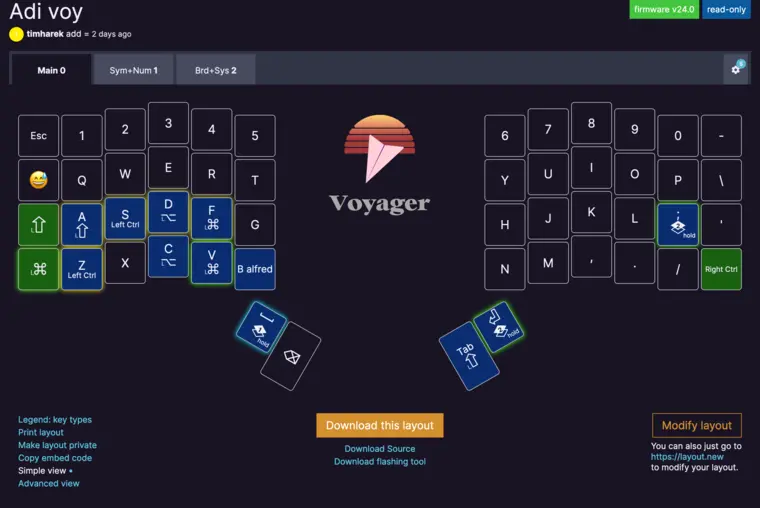 Adi voy
firmware v24.0
read-only
timharek add = 2 days ago
Main 0
Sym+Num 1
Brd+Sys 2
Esc 1 2 3 4 5
6 7 8 9 0 -
Q W E R T
Y U I O P \
L A S Left Ctrl D F G
H J K L ; hold '
L Z Left Ctrl X C V B alfred
N M , . / Right Ctrl
hold
Tab
hold
Voyager
Legend: key types
Print layout
Make layout private
Copy embed code
Simple view •
Advanced view
Download this layout
Download Source
Download flashing tool
Modify layout
You can also just go to
https://layout.new
to modify your layout.